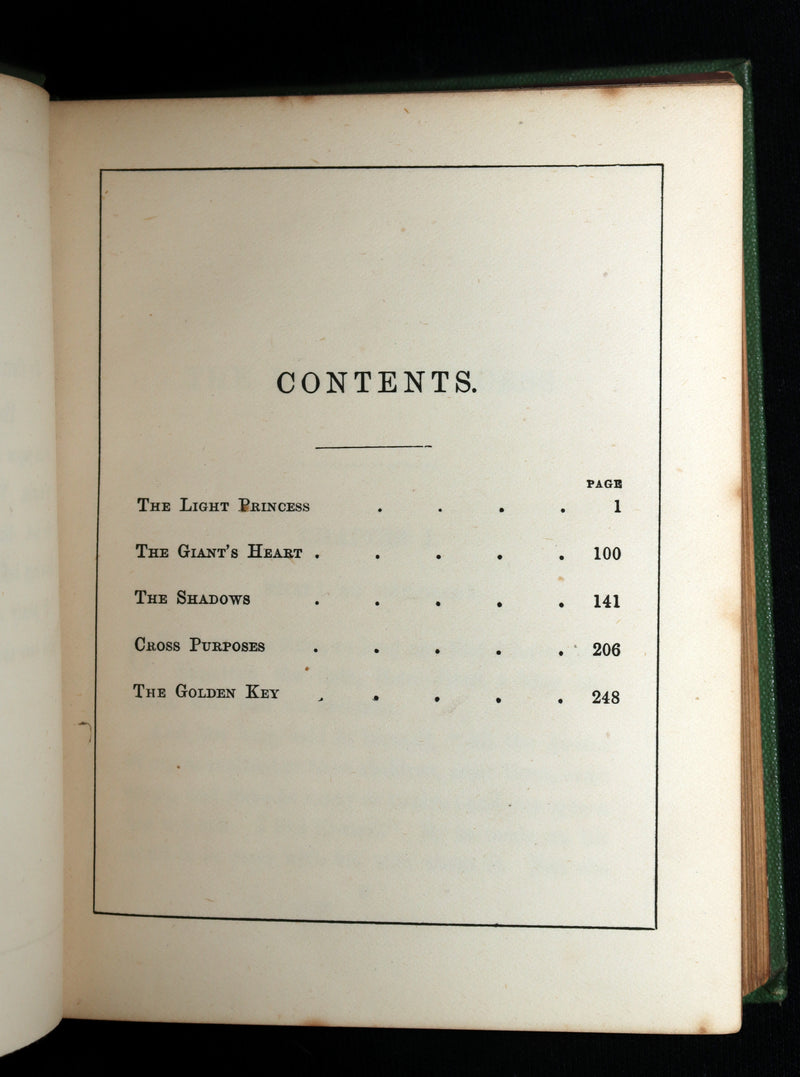 CONTENTS.
PAGE
THE LIGHT PRINCESS . . . . 1
THE GIANT'S HEART . . . . . 100
THE SHADOWS . . . . . 141
CROSS PURPOSES . . . . . 206
THE GOLDEN KEY . . . . . 248